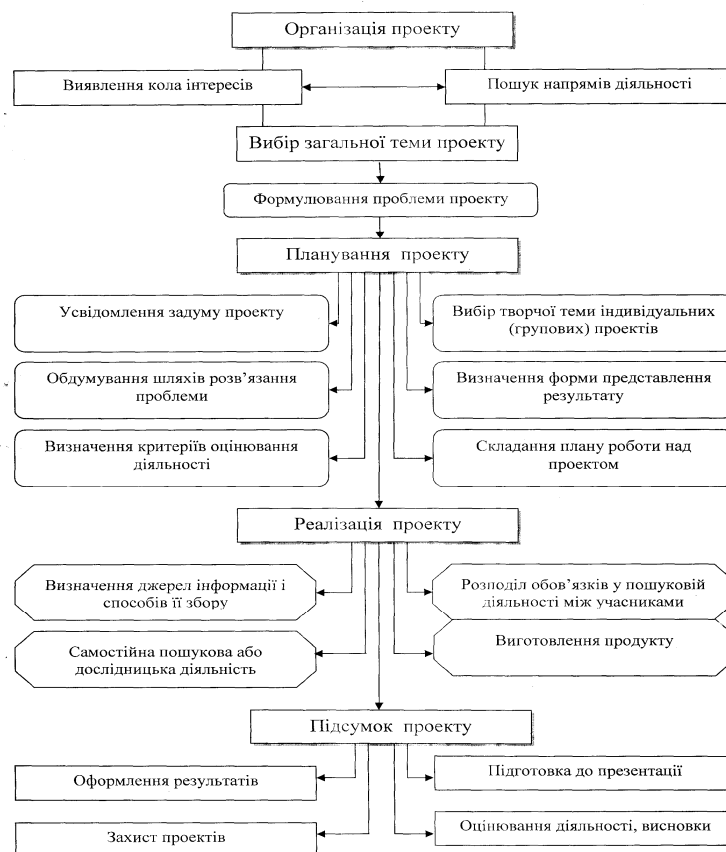 Організація проекту
Виявлення кола інтересів
Пошук напрямів діяльності
Вибір загальної теми проекту
Формулювання проблеми проекту
Планування проекту
Усвідомлення задуму проекту
Вибір творчої теми індивідуальних
(групових) проектів
Обдумування шляхів розв’язання
проблеми
Визначення форми представлення
результату
Визначення критеріїв оцінювання
діяльності
Складання плану роботи над
проектом
Реалізація проекту
Визначення джерел інформації і
способів її збору
Розподіл обов’язків у пошуковій
діяльності між учасниками
Самостійна пошукова або
дослідницька діяльність
Виготовлення продукту
Підсумок проекту
Оформлення результатів
Підготовка до презентації
Захист проектів
Оцінювання діяльності, висновки